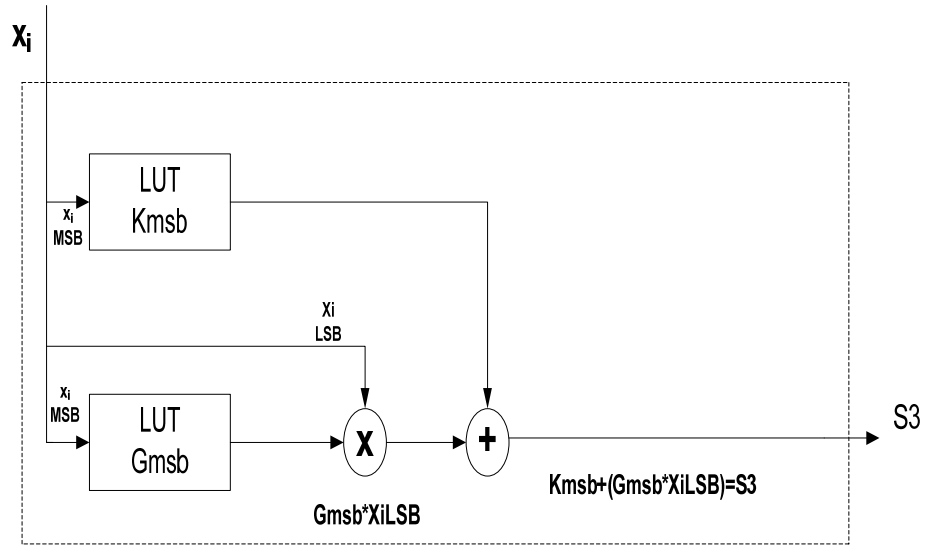 Xi
LUT
Kmsb
xi
MSB
Xi
LSB
xi
MSB
LUT
Gmsb
X
+
S3
Kmsb+(Gmsb*XiLSB)=S3
Gmsb*XiLSB